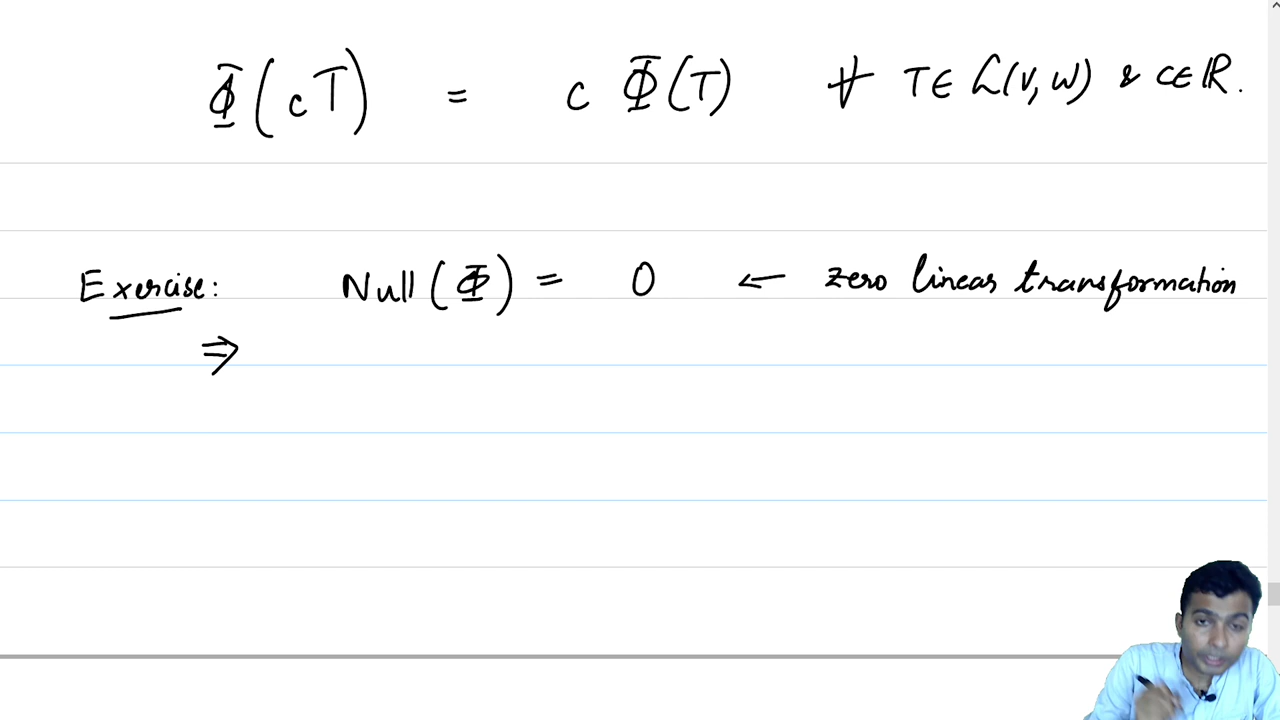 Φ(cT) = c Φ(T) ∀ T∈ L(V, W) & c∈ℝ.
Exercise: Null(Φ) = 0 ← zero linear transformation
⇒